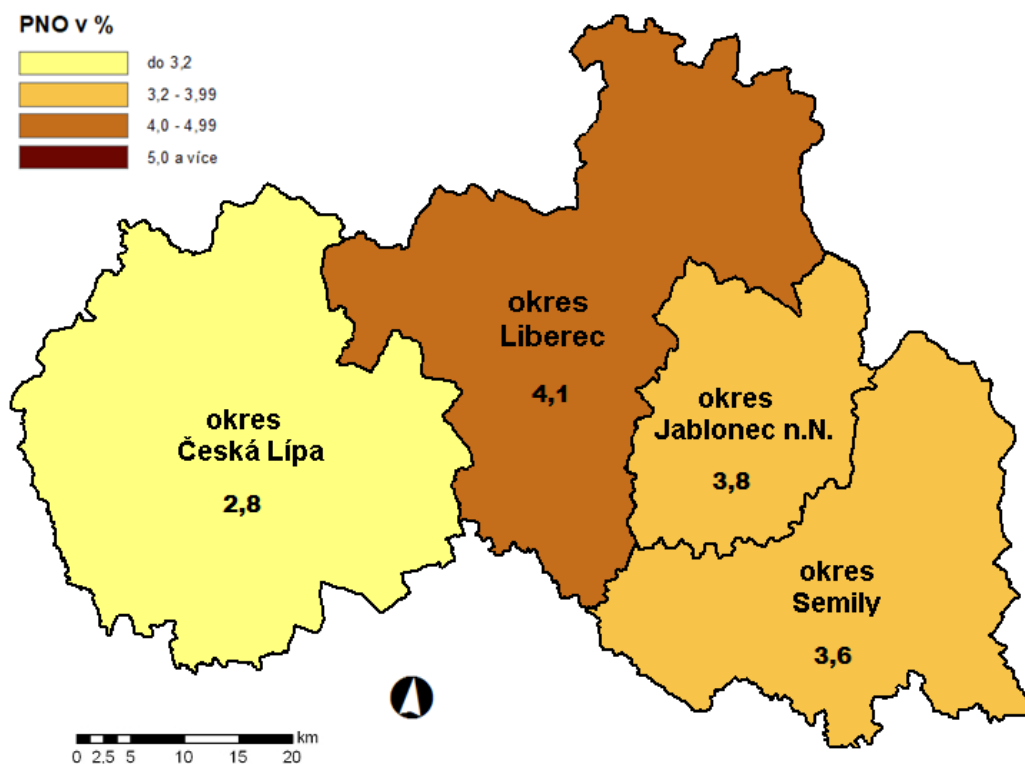 PNO v %
do 3,2
3,2 - 3,99
4,0 - 4,99
5,0 a více
okres
Liberec
4,1
okres
Jablonec n.N.
3,8
okres
Česká Lípa
2,8
okres
Semily
3,6
km
0 2,5 5 10 15 20